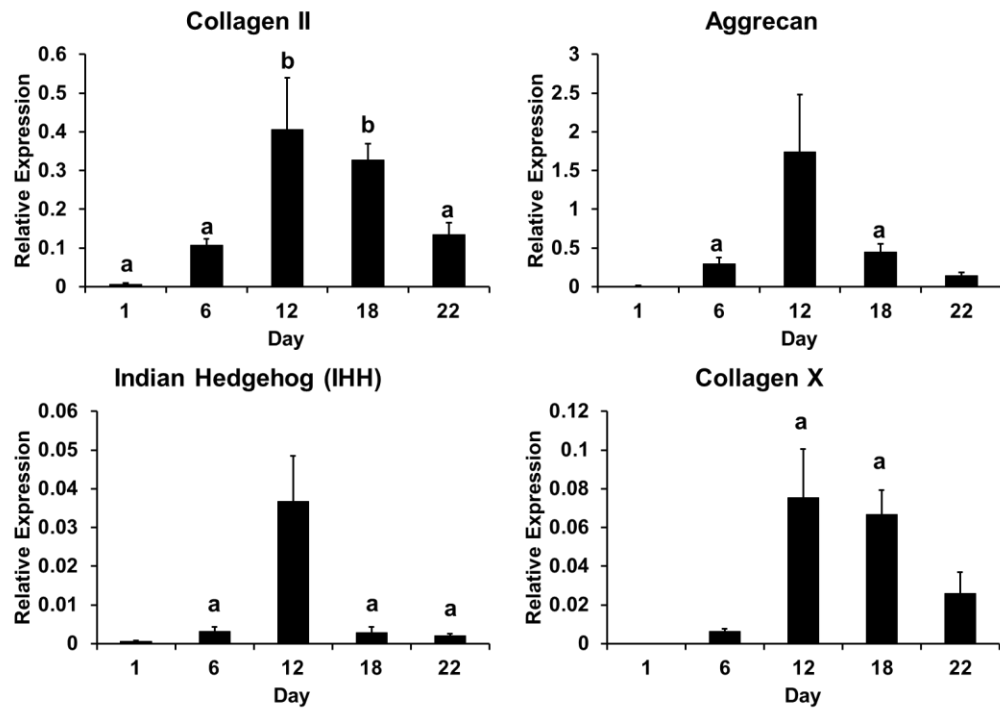 Collagen II
Relative Expression
0.6
0.5
0.4
0.3
0.2
0.1
0
a
a
b
b
a
1 6 12 18 22
Day
Aggrecan
Relative Expression
3
2.5
2
1.5
1
0.5
0
a
a
1 6 12 18 22
Day
Indian Hedgehog (IHH)
Relative Expression
0.06
0.05
0.04
0.03
0.02
0.01
0
a
a
a
1 6 12 18 22
Day
Collagen X
Relative Expression
0.12
0.1
0.08
0.06
0.04
0.02
0
a
a
1 6 12 18 22
Day